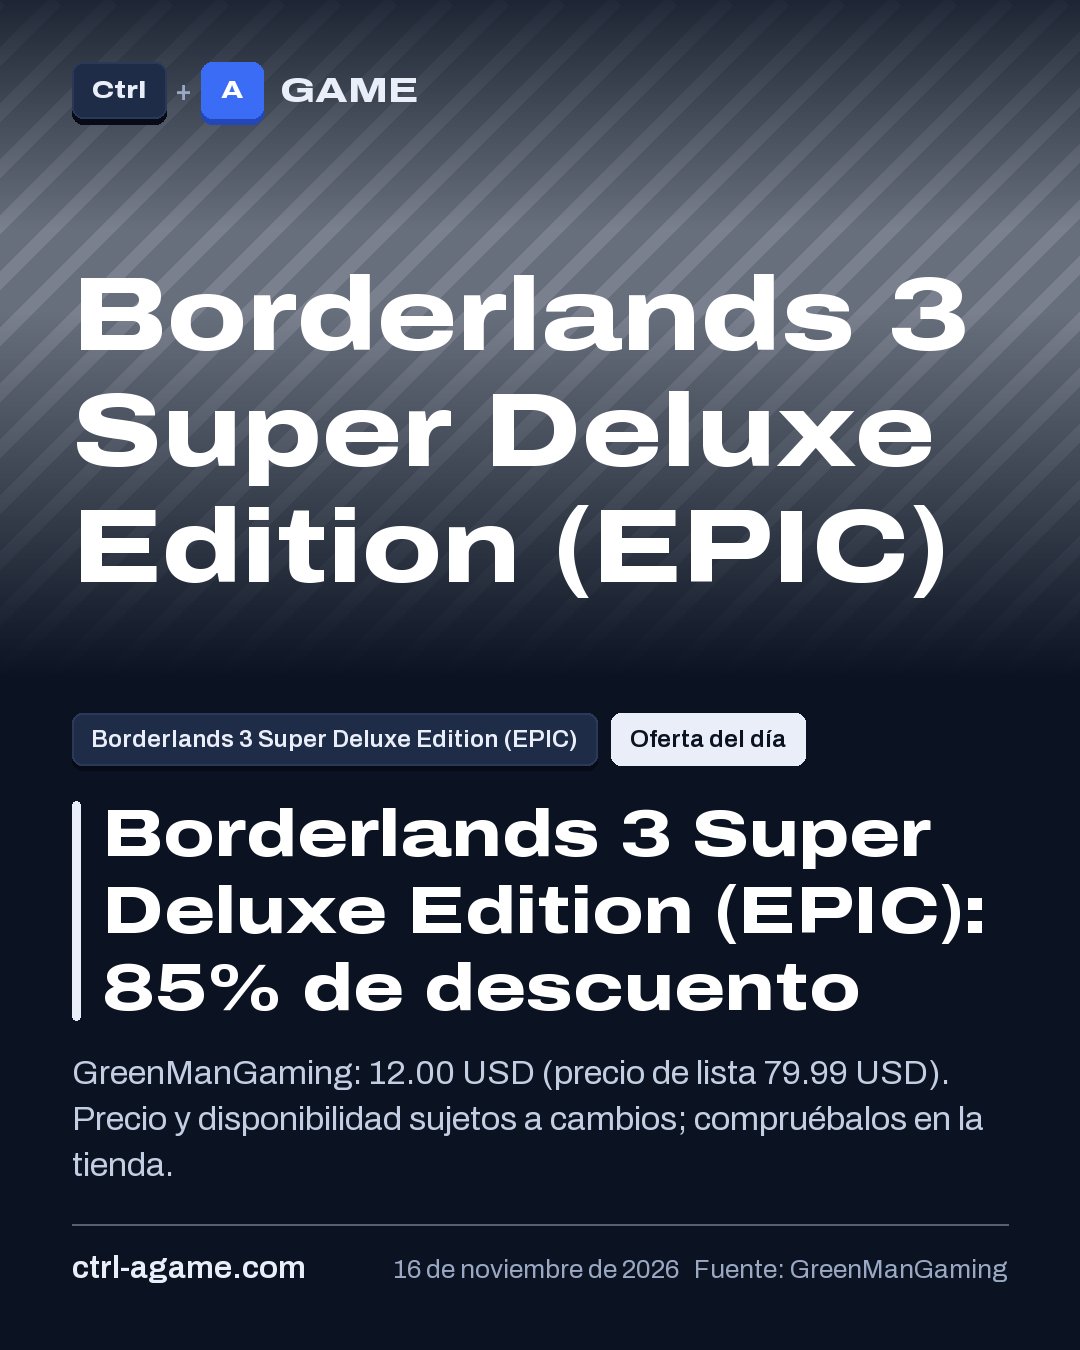 Ctrl + A GAME
Borderlands 3
Super Deluxe
Edition (EPIC)
Borderlands 3 Super Deluxe Edition (EPIC) Oferta del día
Borderlands 3 Super
Deluxe Edition (EPIC):
85% de descuento
GreenManGaming: 12.00 USD (precio de lista 79.99 USD).
Precio y disponibilidad sujetos a cambios; compruébalos en la
tienda.
ctrl-agame.com 16 de noviembre de 2026 Fuente: GreenManGaming